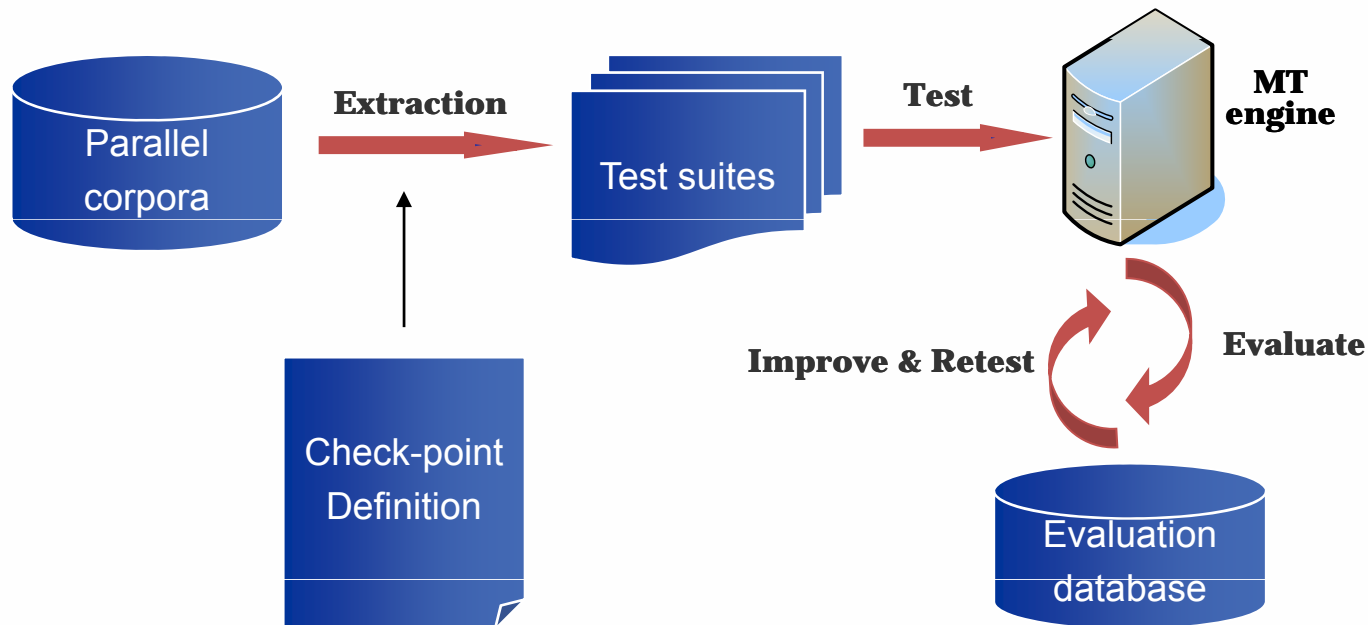 Parallel
corpora
Extraction
Test suites
Test
MT
engine
Check-point
Definition
Improve & Retest
Evaluate
Evaluation
database